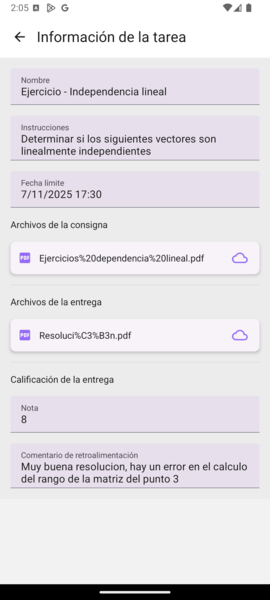 2:05
Información de la tarea
Nombre
Ejercicio - Independencia lineal
Instrucciones
Determinar si los siguientes vectores son
linealmente independientes
Fecha límite
7/11/2025 17:30
Archivos de la consigna
PDF Ejercicios%20dependencia%20lineal.pdf
Archivos de la entrega
PDF Resoluci%C3%B3n.pdf
Calificación de la entrega
Nota
8
Comentario de retroalimentación
Muy buena resolucion, hay un error en el calculo
del rango de la matriz del punto 3